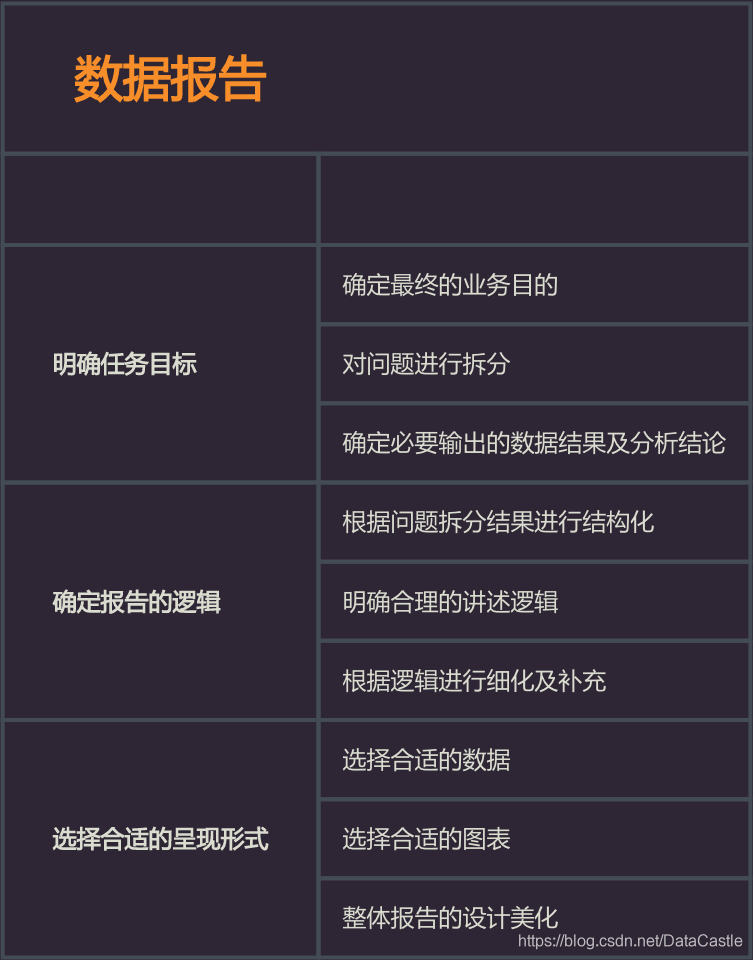 数据报告
确定最终的业务目的
明确任务目标
对问题进行拆分
确定必要输出的数据结果及分析结论
根据问题拆分结果进行结构化
确定报告的逻辑
明确合理的讲述逻辑
根据逻辑进行细化及补充
选择合适的数据
选择合适的呈现形式
选择合适的图表
整体报告的设计美化
https://blog.csdn.net/DataCastle